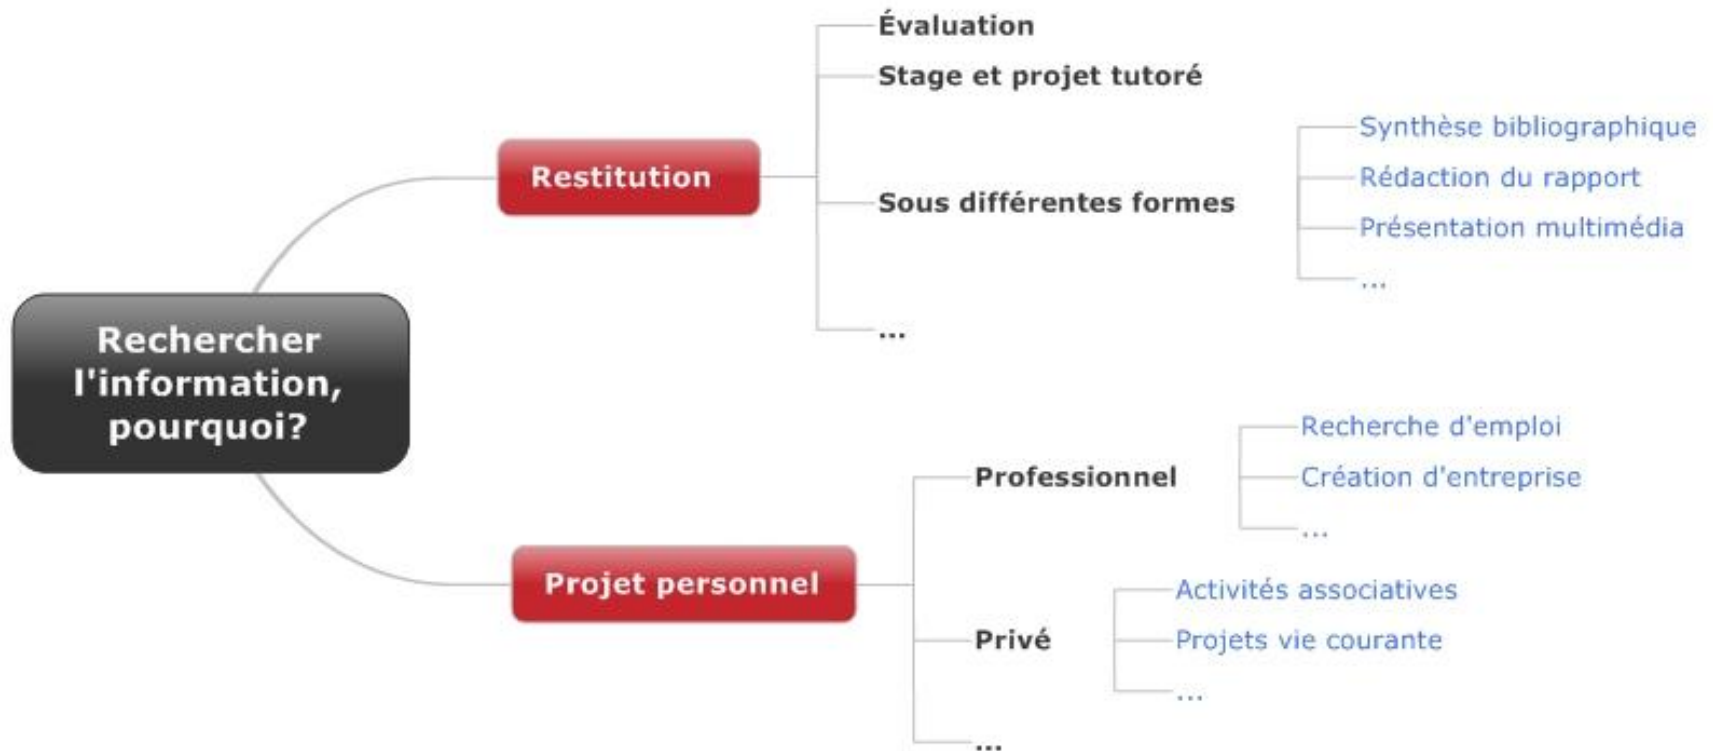 Rechercher
l'information,
pourquoi?
Restitution
Évaluation
Stage et projet tutoré
Sous différentes formes
Synthèse bibliographique
Rédaction du rapport
Présentation multimédia
...
...
Projet personnel
Professionnel
Recherche d'emploi
Création d'entreprise
...
Privé
Activités associatives
Projets vie courante
...
...